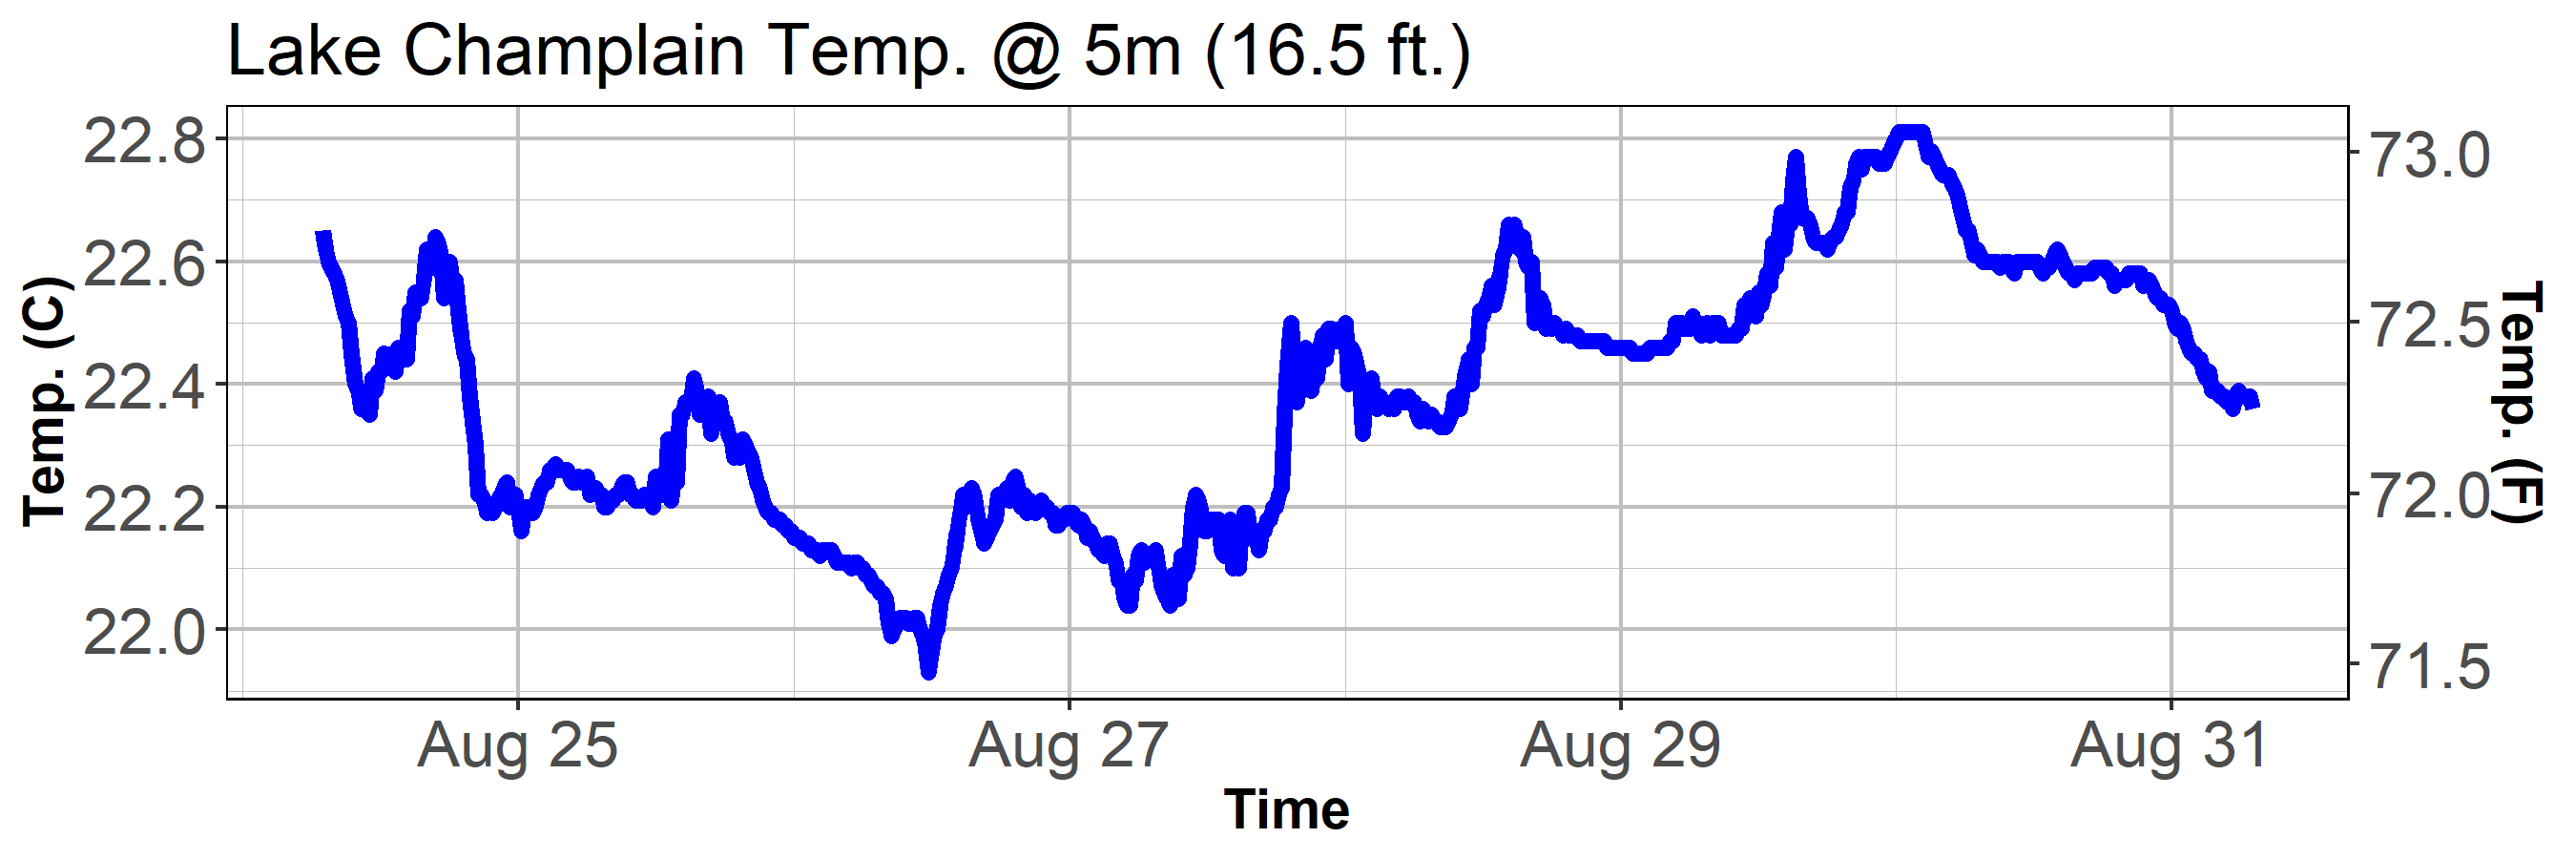 Lake Champlain Temp. @ 5m (16.5 ft.)
Temp. (C)
22.8
22.6
22.4
22.2
22.0
73.0
72.5
72.0
71.5
Temp. (F)
Aug 25
Aug 27
Aug 29
Aug 31
Time